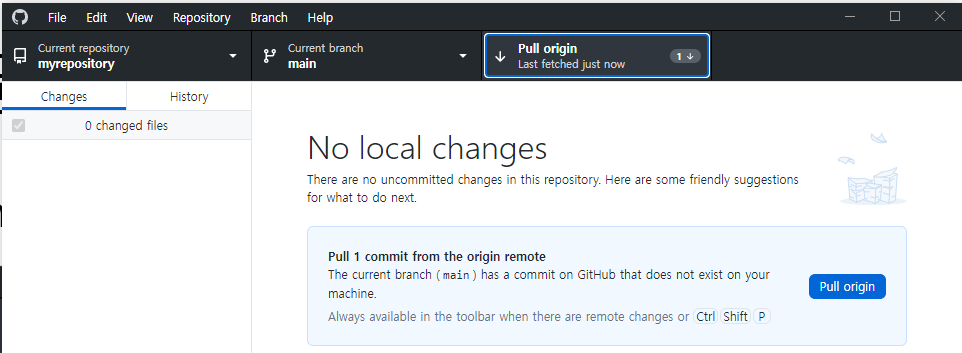 File Edit View Repository Branch Help
Current repository
myrepository
Current branch
main
Pull origin
Last fetched just now
1
Changes History
0 changed files
No local changes
There are no uncommitted changes in this repository. Here are some friendly suggestions
for what to do next.
Pull 1 commit from the origin remote
The current branch (main) has a commit on GitHub that does not exist on your
machine.
Always available in the toolbar when there are remote changes or Ctrl Shift P
Pull origin